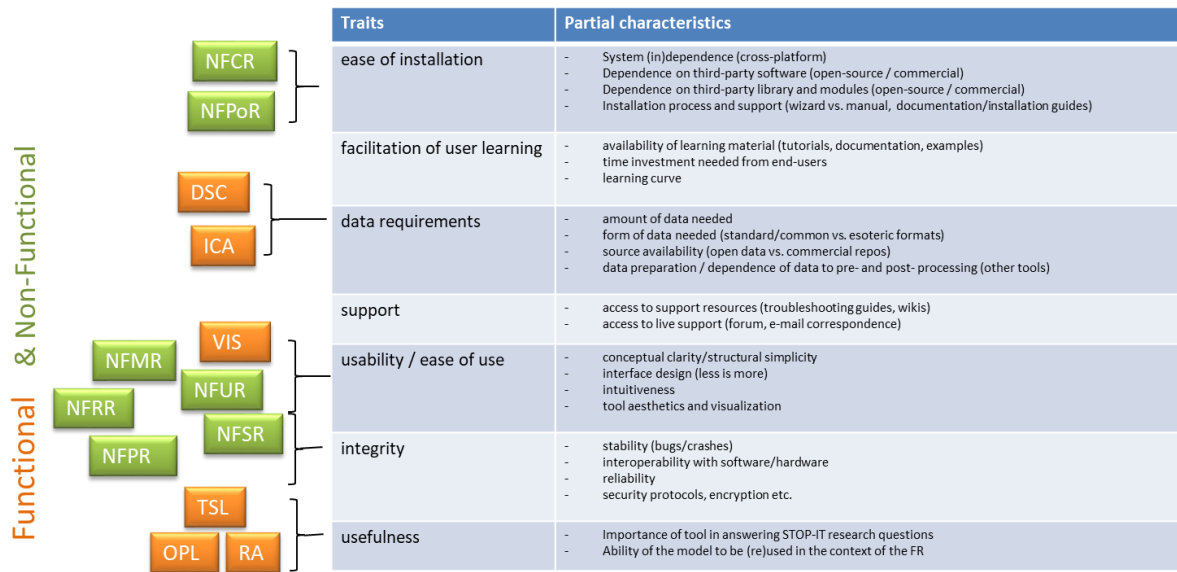 Functional & Non-Functional
NFCR
NFPoR
DSC
ICA
VIS
NFMR
NFUR
NFRR
NFSR
NFPR
TSL
OPL
RA
Traits
Partial characteristics
ease of installation
- System (in)dependence (cross-platform)
- Dependence on third-party software (open-source / commercial)
- Dependence on third-party library and modules (open-source / commercial)
- Installation process and support (wizard vs. manual, documentation/installation guides)
facilitation of user learning
- availability of learning material (tutorials, documentation, examples)
- time investment needed from end-users
- learning curve
data requirements
- amount of data needed
- form of data needed (standard/common vs. esoteric formats)
- source availability (open data vs. commercial repos)
- data preparation / dependence of data to pre- and post- processing (other tools)
support
- access to support resources (troubleshooting guides, wikis)
- access to live support (forum, e-mail correspondence)
usability / ease of use
- conceptual clarity/structural simplicity
- interface design (less is more)
- intuitiveness
- tool aesthetics and visualization
integrity
- stability (bugs/crashes)
- interoperability with software/hardware
- reliability
- security protocols, encryption etc.
usefulness
- Importance of tool in answering STOP-IT research questions
- Ability of the model to be (re)used in the context of the FR